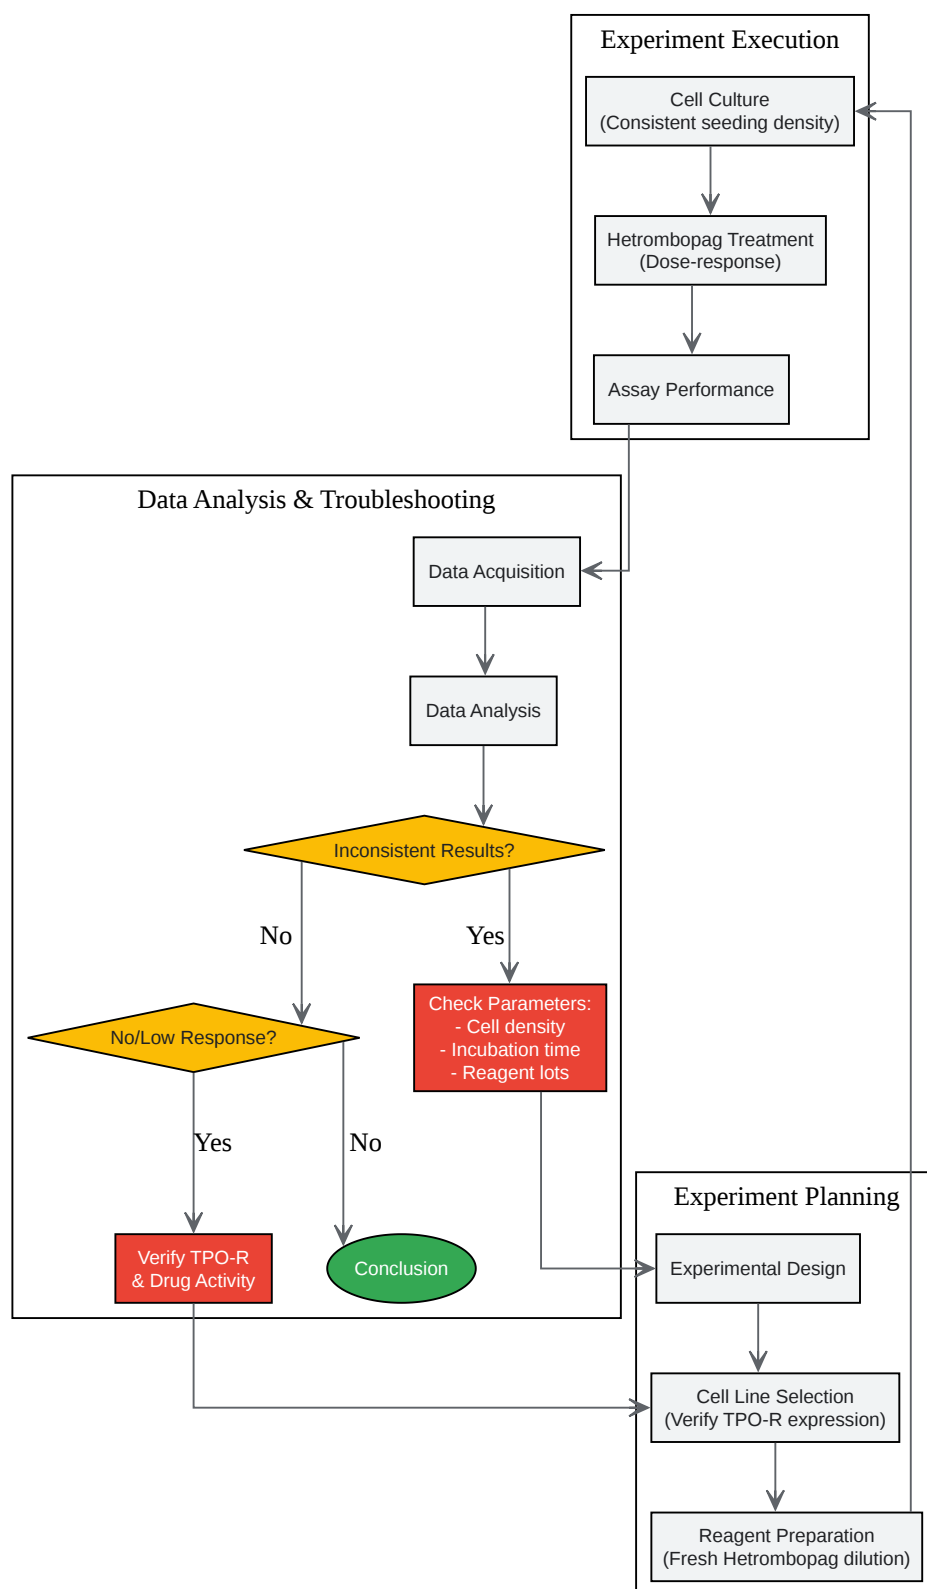 Experiment Execution
Cell Culture
(Consistent seeding density)
Hetrombopag Treatment
(Dose-response)
Assay Performance
Data Analysis & Troubleshooting
Data Acquisition
Data Analysis
Inconsistent Results?
No
Yes
Check Parameters:
- Cell density
- Incubation time
- Reagent lots
No/Low Response?
Yes
No
Verify TPO-R
& Drug Activity
Conclusion
Experiment Planning
Experimental Design
Cell Line Selection
(Verify TPO-R expression)
Reagent Preparation
(Fresh Hetrombopag dilution)